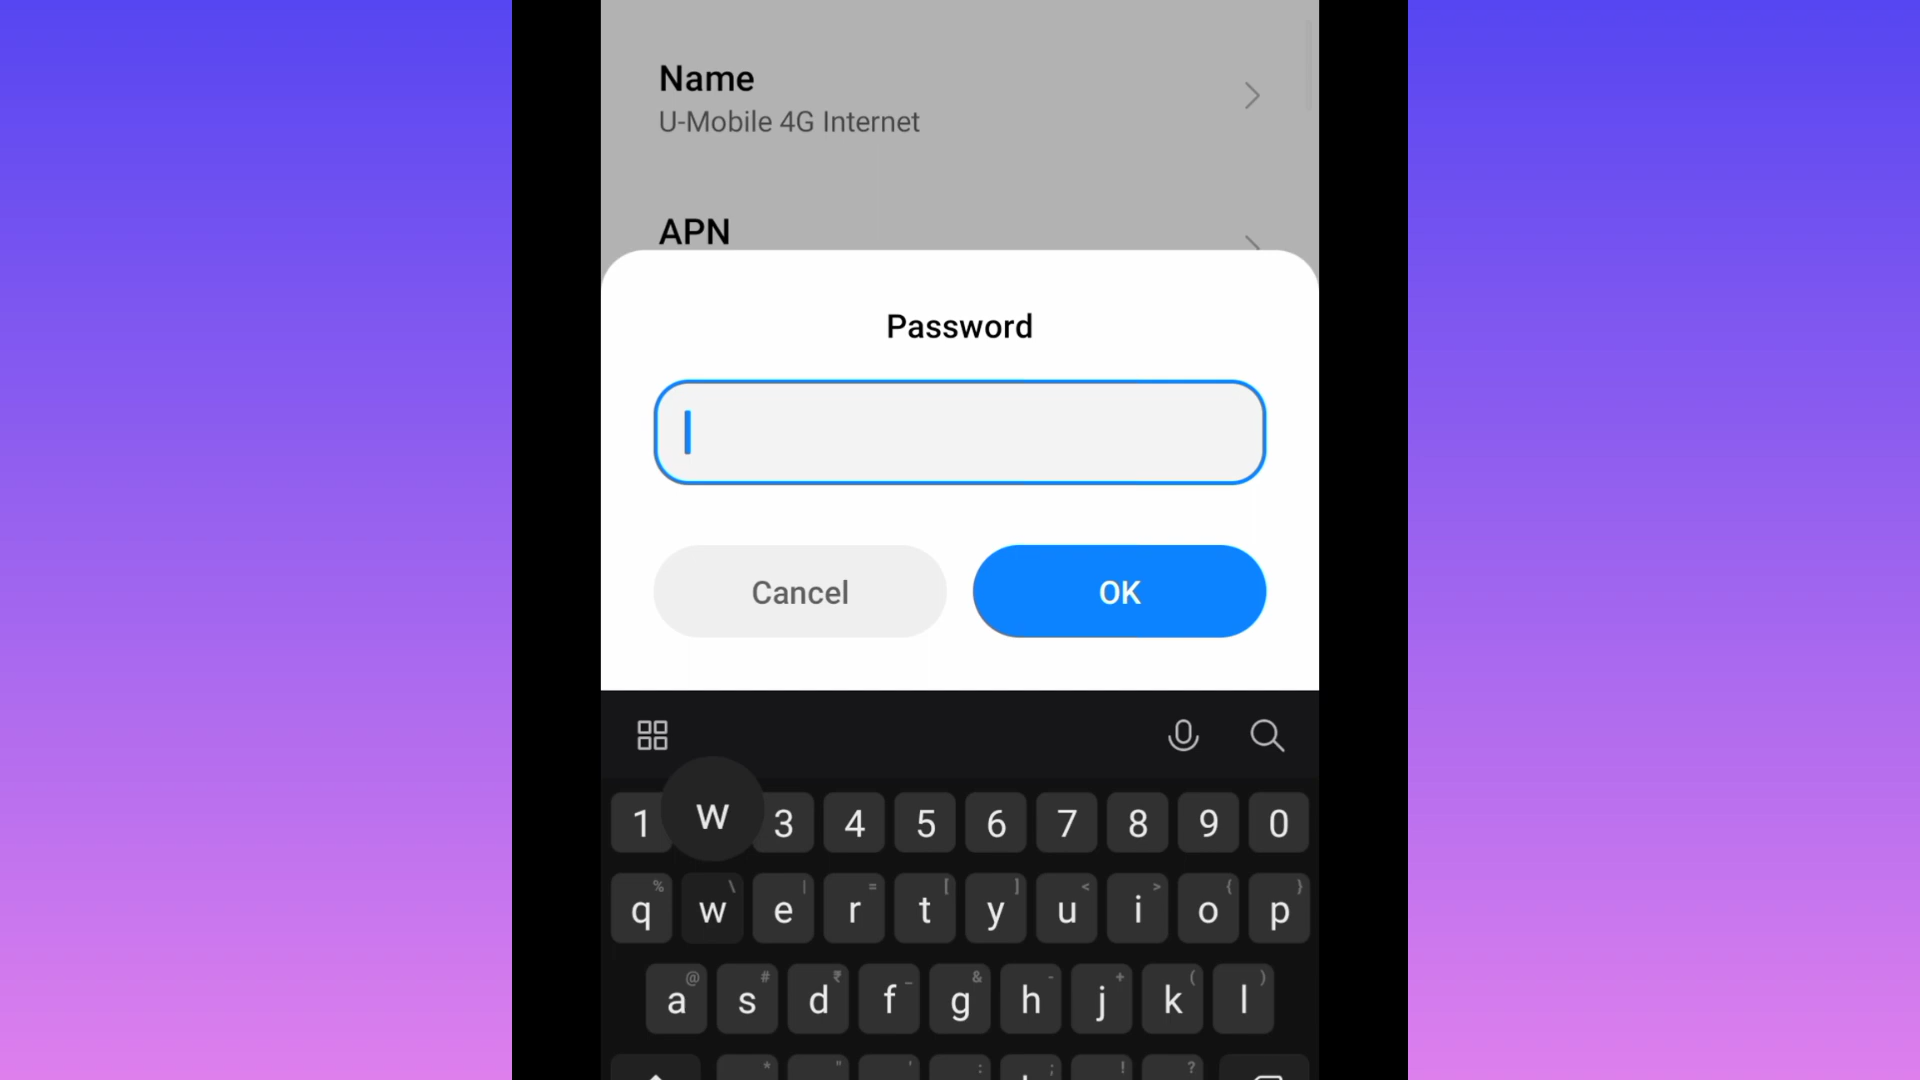 Name
U-Mobile 4G Internet
APN
Password
Cancel
OK
w
1 3 4 5 6 7 8 9 0
% \ | = [ ] < > { }
q w e r t y u i o p
@ # ₹ _ & - + ( )
a s d f g h j k l
* " ' : ; ! ?